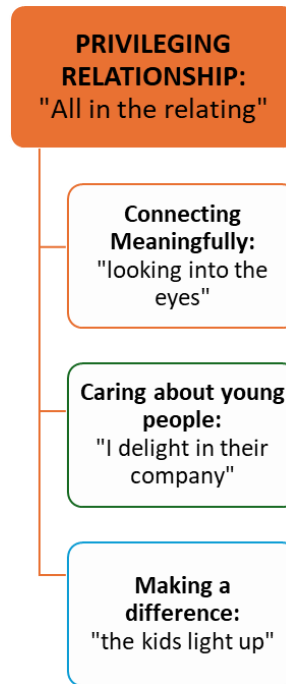 PRIVILEGING
RELATIONSHIP:
"All in the relating"
Connecting
Meaningfully:
"looking into the
eyes"
Caring about young
people:
"I delight in their
company"
Making a
difference:
"the kids light up"